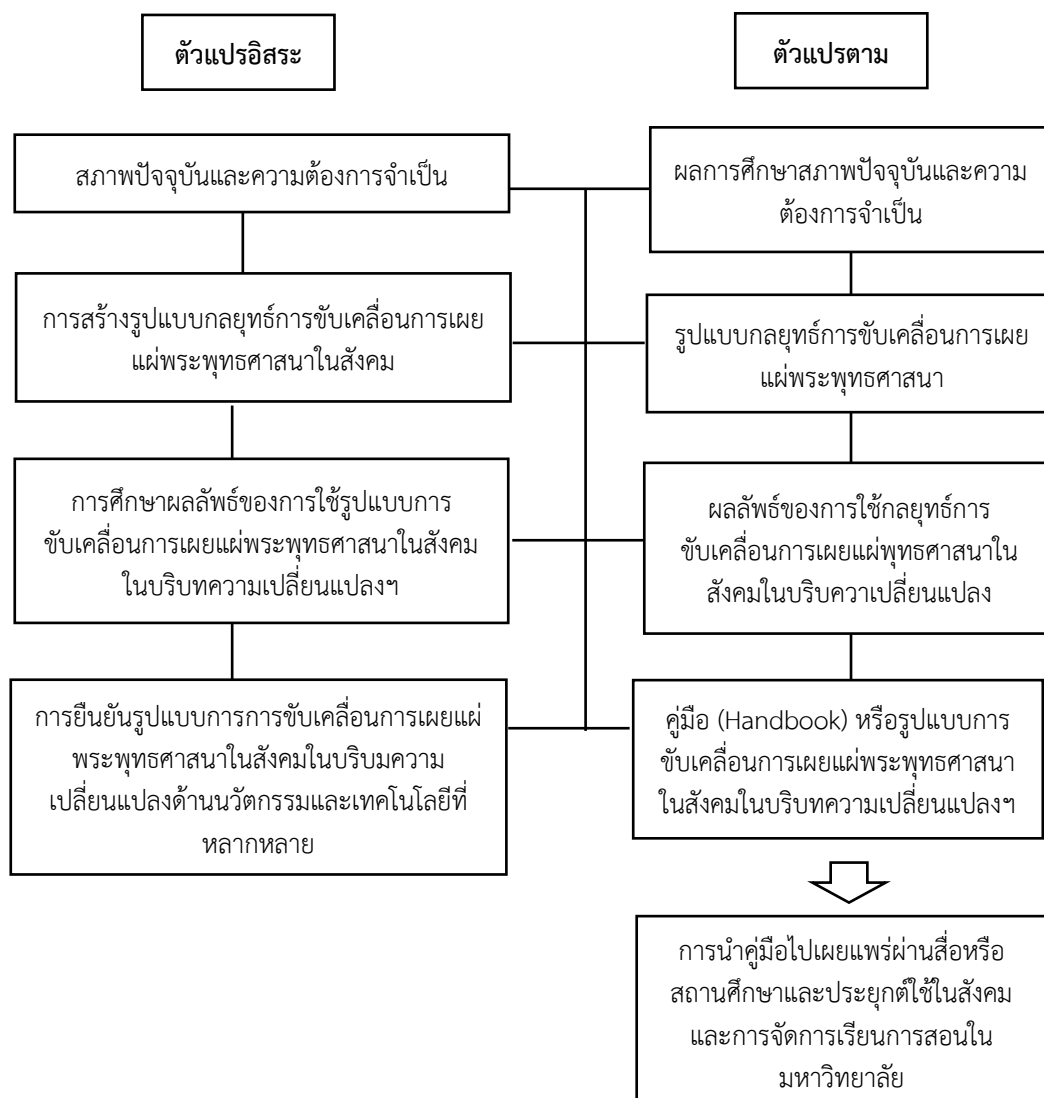 ตัวแปรอิสระ
ตัวแปรตาม
สภาพปัจจุบันและความต้องการจำเป็น
ผลการศึกษาสภาพปัจจุบันและความ
ต้องการจำเป็น
การสร้างรูปแบบกลยุทธ์การขับเคลื่อนการเผย
แผ่พระพุทธศาสนาในสังคม
รูปแบบกลยุทธ์การขับเคลื่อนการเผย
แผ่พระพุทธศาสนา
การศึกษาผลลัพธ์ของการใช้รูปแบบการ
ขับเคลื่อนการเผยแผ่พระพุทธศาสนาในสังคม
ในบริบทความเปลี่ยนแปลงฯ
ผลลัพธ์ของการใช้กลยุทธ์การ
ขับเคลื่อนการเผยแผ่พุทธศาสนาใน
สังคมในบริบควาเปลี่ยนแปลง
การยืนยันรูปแบบการการขับเคลื่อนการเผยแผ่
พระพุทธศาสนาในสังคมในบริบมความ
เปลี่ยนแปลงด้านนวัตกรรมและเทคโนโลยีที่
หลากหลาย
คู่มือ (Handbook) หรือรูปแบบการ
ขับเคลื่อนการเผยแผ่พระพุทธศาสนา
ในสังคมในบริบทความเปลี่ยนแปลงฯ
การนำคู่มือไปเผยแพร่ผ่านสื่อหรือ
สถานศึกษาและประยุกต์ใช้ในสังคม
และการจัดการเรียนการสอนใน
มหาวิทยาลัย